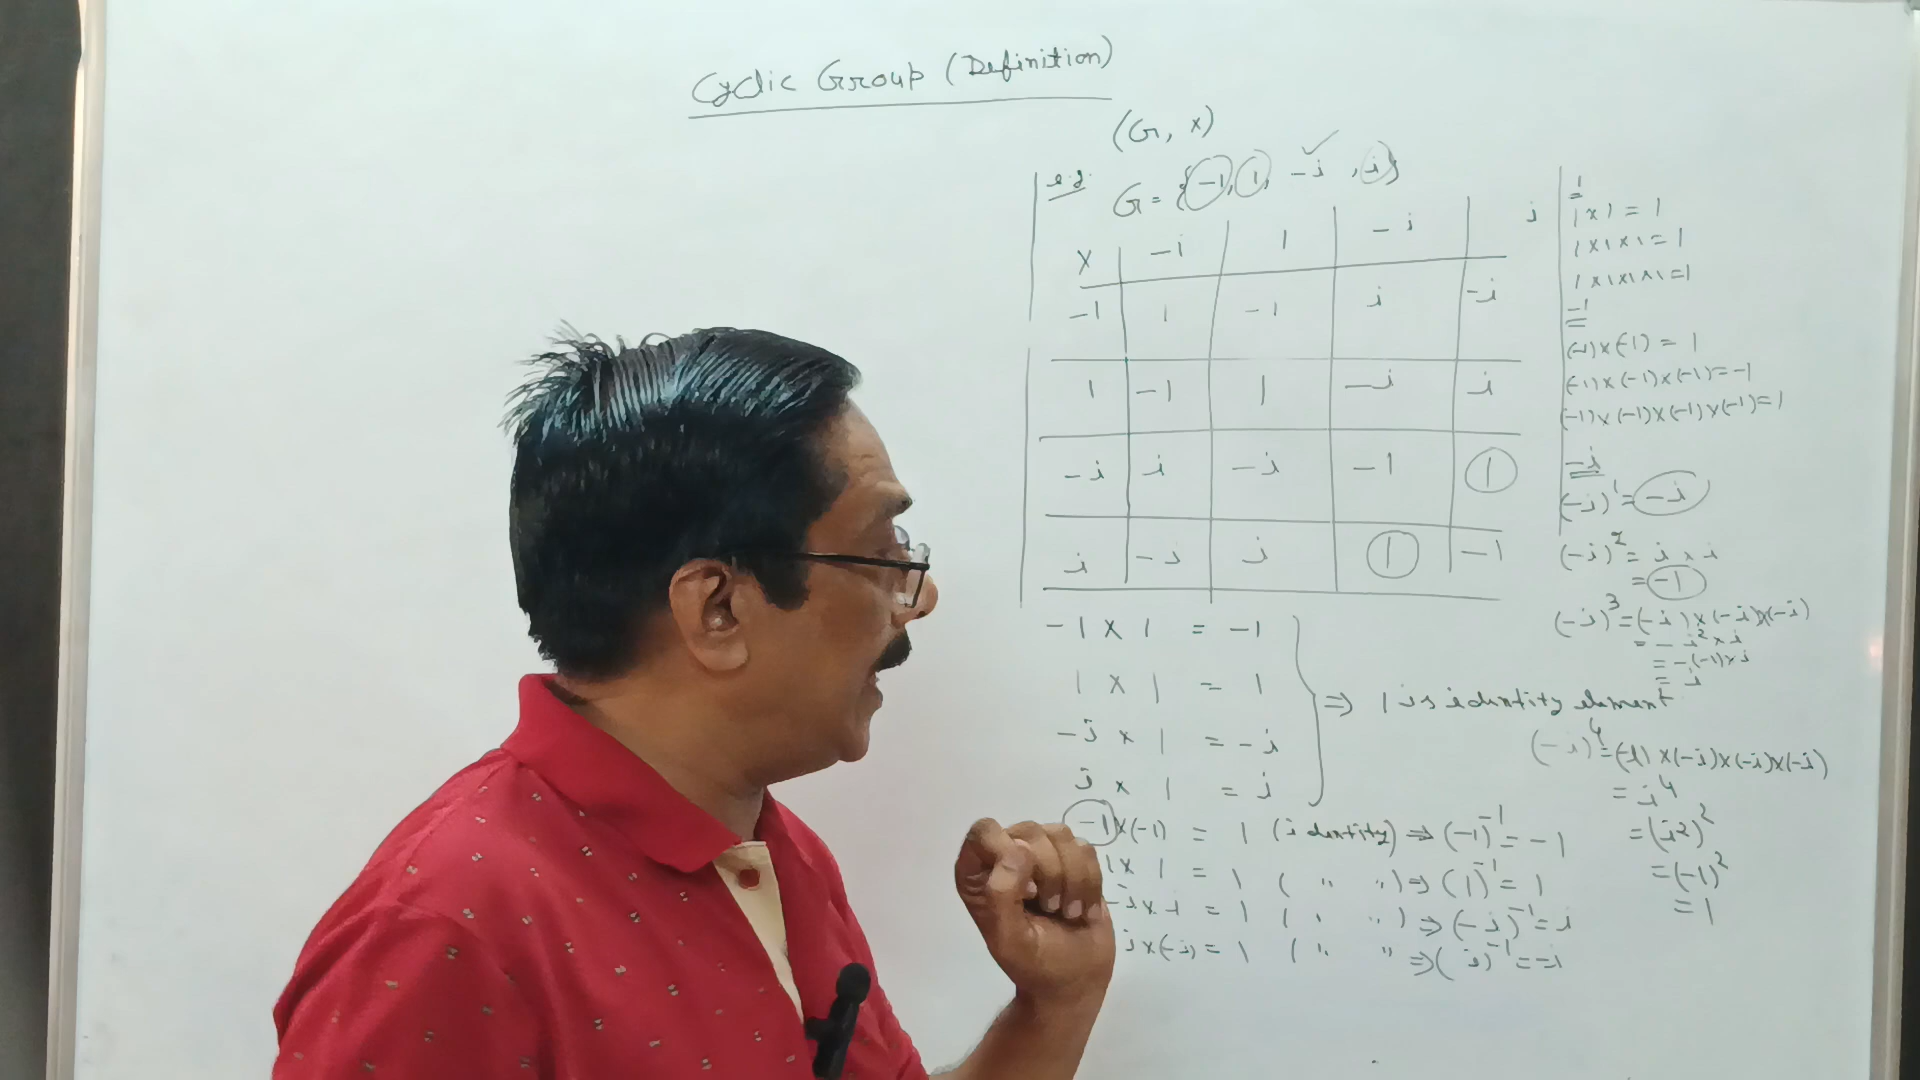 Cyclic Group (Definition)
(G, x)
e.g. G = {-1, 1, -i, i}
x -i 1 -i i
-1 1 -1 i -i
1 -1 1 -i i
-i i -i -1 1
i -i i 1 -1
-1 x 1 = -1
1 x 1 = 1
-i x 1 = -i
i x 1 = i
⇒ 1 is identity element
-1 x (-1) = 1 (identity) ⇒ (-1)⁻¹ = -1
1 x 1 = 1 ( " " ) ⇒ (1)⁻¹ = 1
-i x i = 1 ( " " ) ⇒ (-i)⁻¹ = i
i x (-i) = 1 ( " " ⇒ (i)⁻¹ = -i
1
1 x 1 = 1
1 x 1 x 1 = 1
1 x 1 x 1 x 1 = 1
-1
(-1) x (-1) = 1
(-1) x (-1) x (-1) = -1
(-1) x (-1) x (-1) x (-1) = 1
-i
(-i)¹ = -i
(-i)² = i x i
= -1
(-i)³ = (-i) x (-i) x (-i)
= - i² x i
= -(-1) x i
= i
(-i)⁴ = (-i) x (-i) x (-i) x (-i)
= i⁴
= (i2)²
= (-1)²
= 1